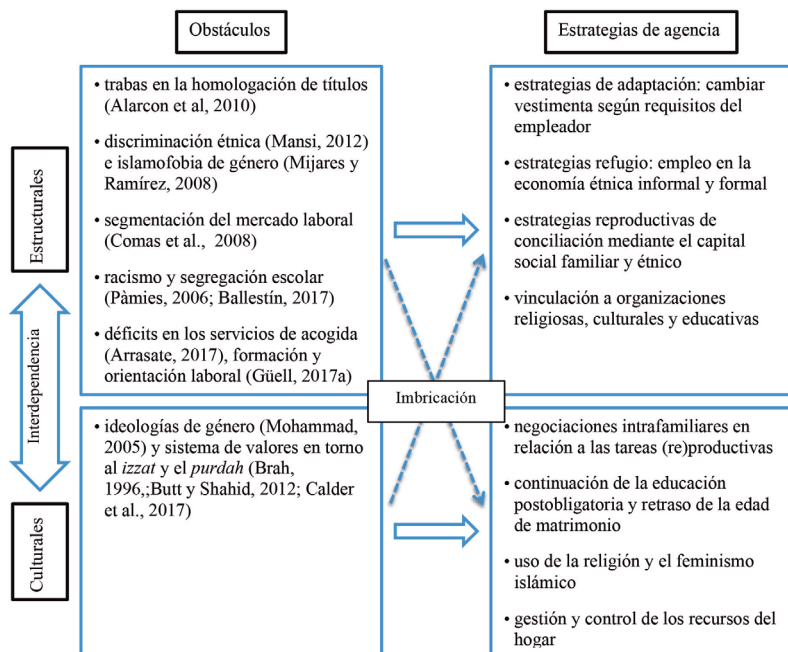 Obstáculos
Estrategias de agencia
Estructurales
• trabas en la homologación de títulos
(Alarcon et al, 2010)
• discriminación étnica (Mansi, 2012)
e islamofobia de género (Mijares y
Ramírez, 2008)
• segmentación del mercado laboral
(Comas et al., 2008)
• racismo y segregación escolar
(Pàmies, 2006; Ballestín, 2017)
• déficits en los servicios de acogida
(Arrasate, 2017), formación y
orientación laboral (Güell, 2017a)
• estrategias de adaptación: cambiar
vestimenta según requisitos del
empleador
• estrategias refugio: empleo en la
economía étnica informal y formal
• estrategias reproductivas de
conciliación mediante el capital
social familiar y étnico
• vinculación a organizaciones
religiosas, culturales y educativas
Interdependencia
Imbricación
Culturales
• ideologías de género (Mohammad,
2005) y sistema de valores en torno
al izzat y el purdah (Brah,
1996,;Butt y Shahid, 2012; Calder
et al., 2017)
• negociaciones intrafamiliares en
relación a las tareas (re)productivas
• continuación de la educación
postobligatoria y retraso de la edad
de matrimonio
• uso de la religión y el feminismo
islámico
• gestión y control de los recursos del
hogar